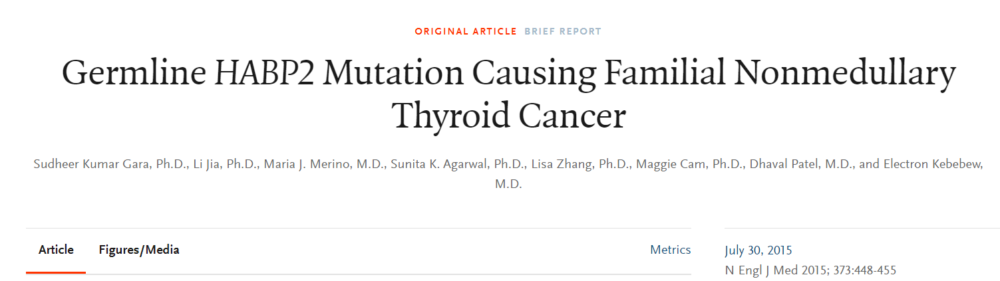 ORIGINAL ARTICLE BRIEF REPORT
Germline HABP2 Mutation Causing Familial Nonmedullary
Thyroid Cancer
Sudheer Kumar Gara, Ph.D., Li Jia, Ph.D., Maria J. Merino, M.D., Sunita K. Agarwal, Ph.D., Lisa Zhang, Ph.D., Maggie Cam, Ph.D., Dhaval Patel, M.D., and Electron Kebebew,
M.D.
Article Figures/Media Metrics
July 30, 2015
N Engl J Med 2015; 373:448-455